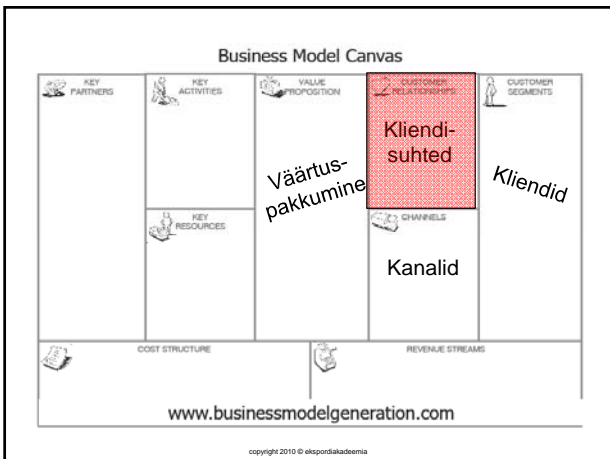 Business Model Canvas
KEY
PARTNERS
KEY
ACTIVITIES
VALUE
PROPOSITION
CUSTOMER
RELATIONSHIPS
CUSTOMER
SEGMENTS
Väärtus-
pakkumine
Kliendi-
suhted
Kliendid
KEY
RESOURCES
CHANNELS
Kanalid
COST STRUCTURE
REVENUE STREAMS
www.businessmodelgeneration.com
copyright 2010 © ekspordiakadeemia